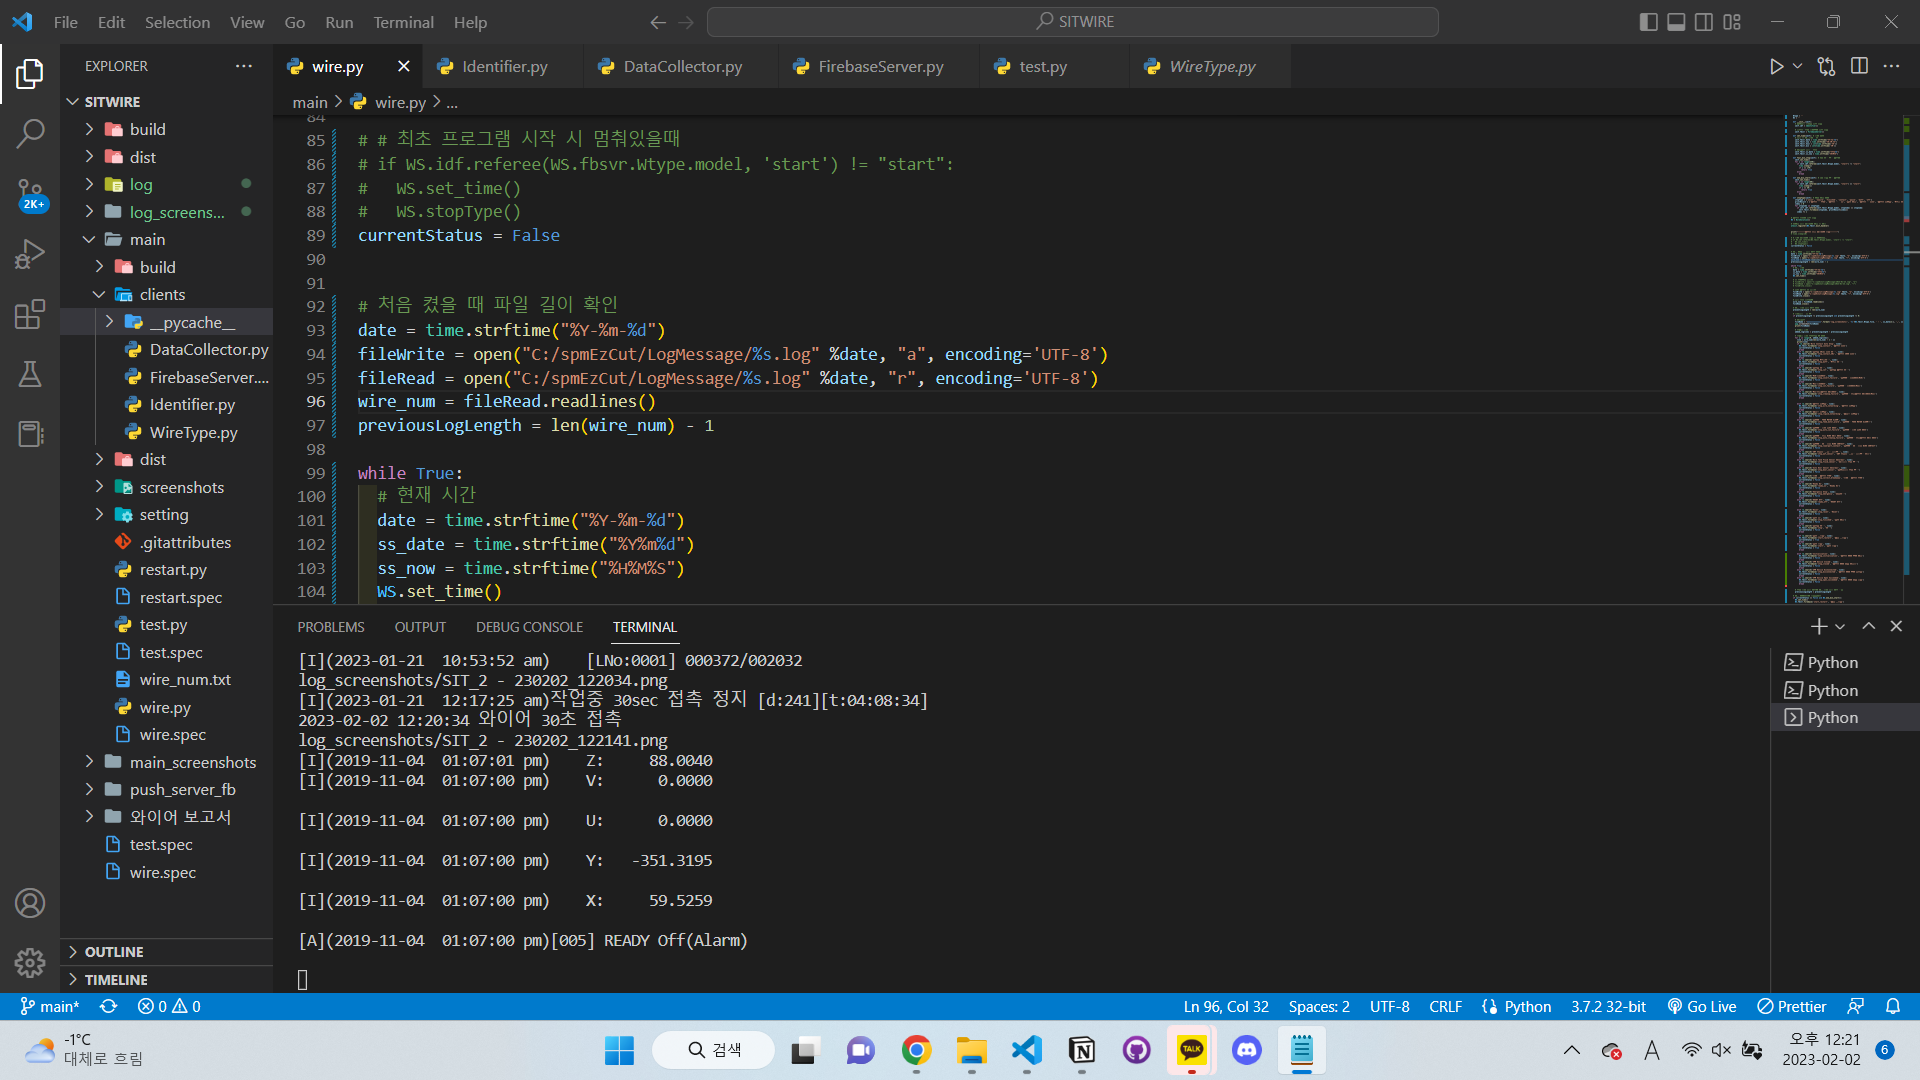 File Edit Selection View Go Run Terminal Help
SITWIRE
EXPLORER
SITWIRE
build
dist
log
log_screens...
main
build
clients
__pycache__
DataCollector.py
FirebaseServer....
Identifier.py
WireType.py
dist
screenshots
setting
.gitattributes
restart.py
restart.spec
test.py
test.spec
wire_num.txt
wire.py
wire.spec
main_screenshots
push_server_fb
와이어 보고서
test.spec
wire.spec
OUTLINE
TIMELINE
2K+
wire.py Identifier.py DataCollector.py FirebaseServer.py test.py WireType.py
main > wire.py > ...
84
85 # # 최초 프로그램 시작 시 멈춰있을때
86 # if WS.idf.referee(WS.fbsvr.Wtype.model, 'start') != "start":
87 #   WS.set_time()
88 #   WS.stopType()
89 currentStatus = False
90
91
92 # 처음 켰을 때 파일 길이 확인
93 date = time.strftime("%Y-%m-%d")
94 fileWrite = open("C:/spmEzCut/LogMessage/%s.log" %date, "a", encoding='UTF-8')
95 fileRead = open("C:/spmEzCut/LogMessage/%s.log" %date, "r", encoding='UTF-8')
96 wire_num = fileRead.readlines()
97 previousLogLength = len(wire_num) - 1
98
99 while True:
100   # 현재 시간
101   date = time.strftime("%Y-%m-%d")
102   ss_date = time.strftime("%Y%m%d")
103   ss_now = time.strftime("%H%M%S")
104   WS.set_time()
PROBLEMS OUTPUT DEBUG CONSOLE TERMINAL
[I](2023-01-21  10:53:52 am)    [LNo:0001] 000372/002032
log_screenshots/SIT_2 - 230202_122034.png
[I](2023-01-21  12:17:25 am)작업중 30sec 접촉 정지 [d:241][t:04:08:34]
2023-02-02 12:20:34 와이어 30초 접촉
log_screenshots/SIT_2 - 230202_122141.png
[I](2019-11-04  01:07:01 pm)    Z:     88.0040
[I](2019-11-04  01:07:00 pm)    V:      0.0000
[I](2019-11-04  01:07:00 pm)    U:      0.0000
[I](2019-11-04  01:07:00 pm)    Y:   -351.3195
[I](2019-11-04  01:07:00 pm)    X:     59.5259
[A](2019-11-04  01:07:00 pm)[005] READY Off(Alarm)
Python
Python
Python
main* 0 0 Ln 96, Col 32 Spaces: 2 UTF-8 CRLF Python 3.7.2 32-bit Go Live Prettier
-1°C
대체로 흐림
검색
TALK
A
오후 12:21
2023-02-02
6